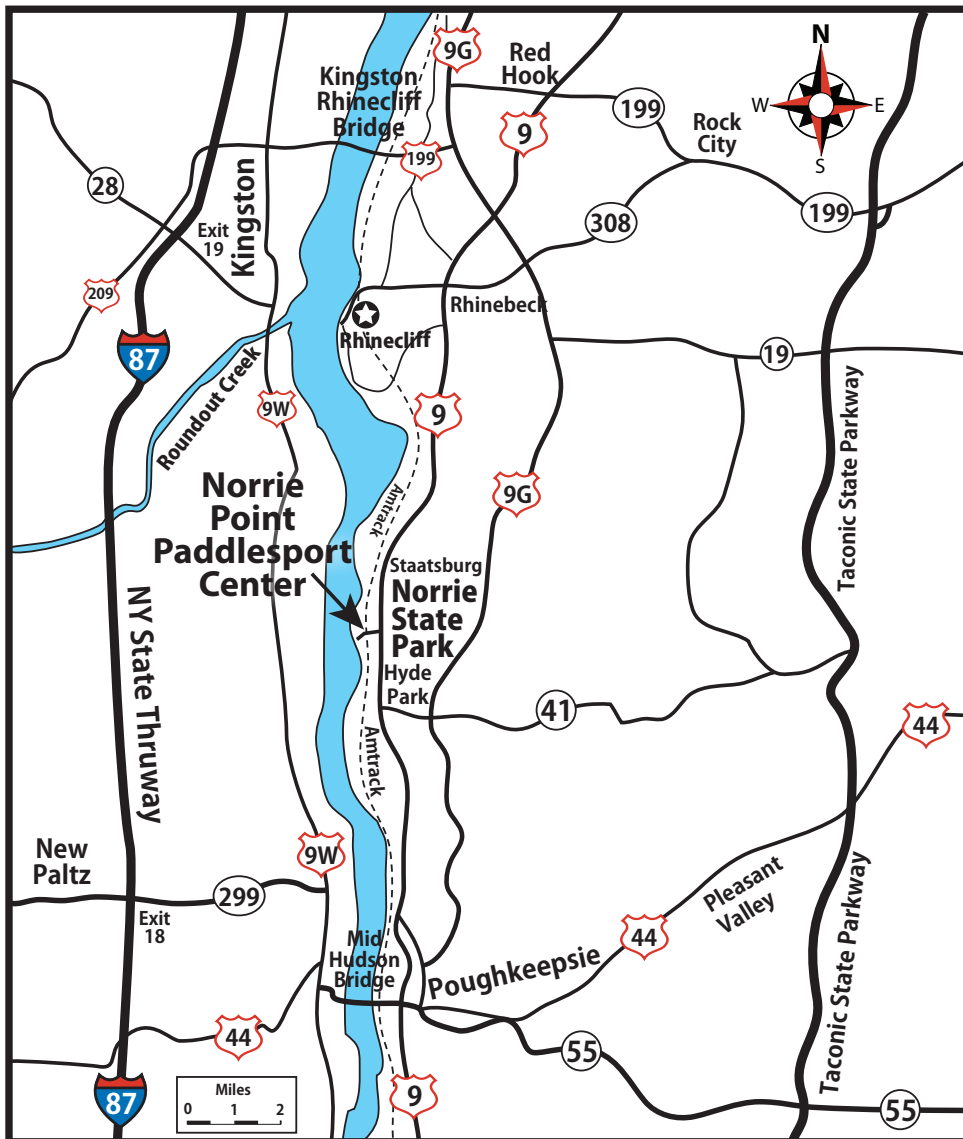 9G
Red
Hook
N
W
E
S
Kingston
Rhinecliff
Bridge
9
199
Rock
City
199
28
199
308
Exit
19
Kingston
209
Rhinebeck
Rhinecliff
87
19
Roundout Creek
9W
9
Taconic State Parkway
Norrie
Point
Paddlesport
Center
Amtrack
9G
Staatsburg
Norrie
State
Park
NY State Thruway
Hyde
Park
41
44
Amtrack
New
Paltz
9W
299
Pleasant
Valley
Exit
18
Mid
Hudson
Bridge
44
Poughkeepsie
Taconic State Parkway
44
55
Miles
0 1 2
87
9
55